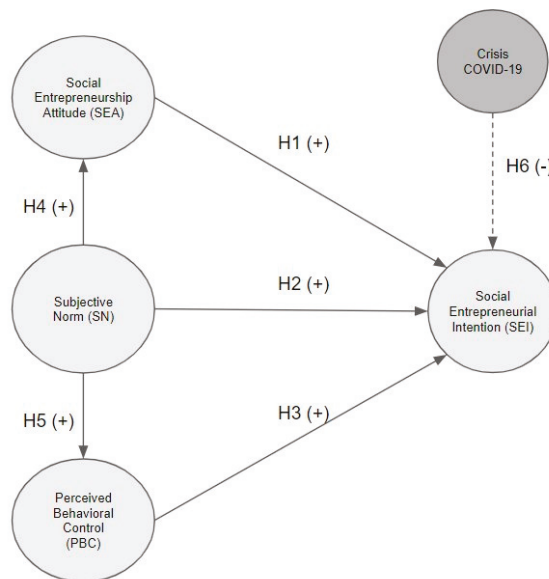 Social
Entrepreneurship
Attitude (SEA)
Crisis
COVID-19
H1 (+)
H6 (-)
H4 (+)
Subjective
Norm (SN)
H2 (+)
Social
Entrepreneurial
Intention (SEI)
H5 (+)
H3 (+)
Perceived
Behavioral
Control
(PBC)